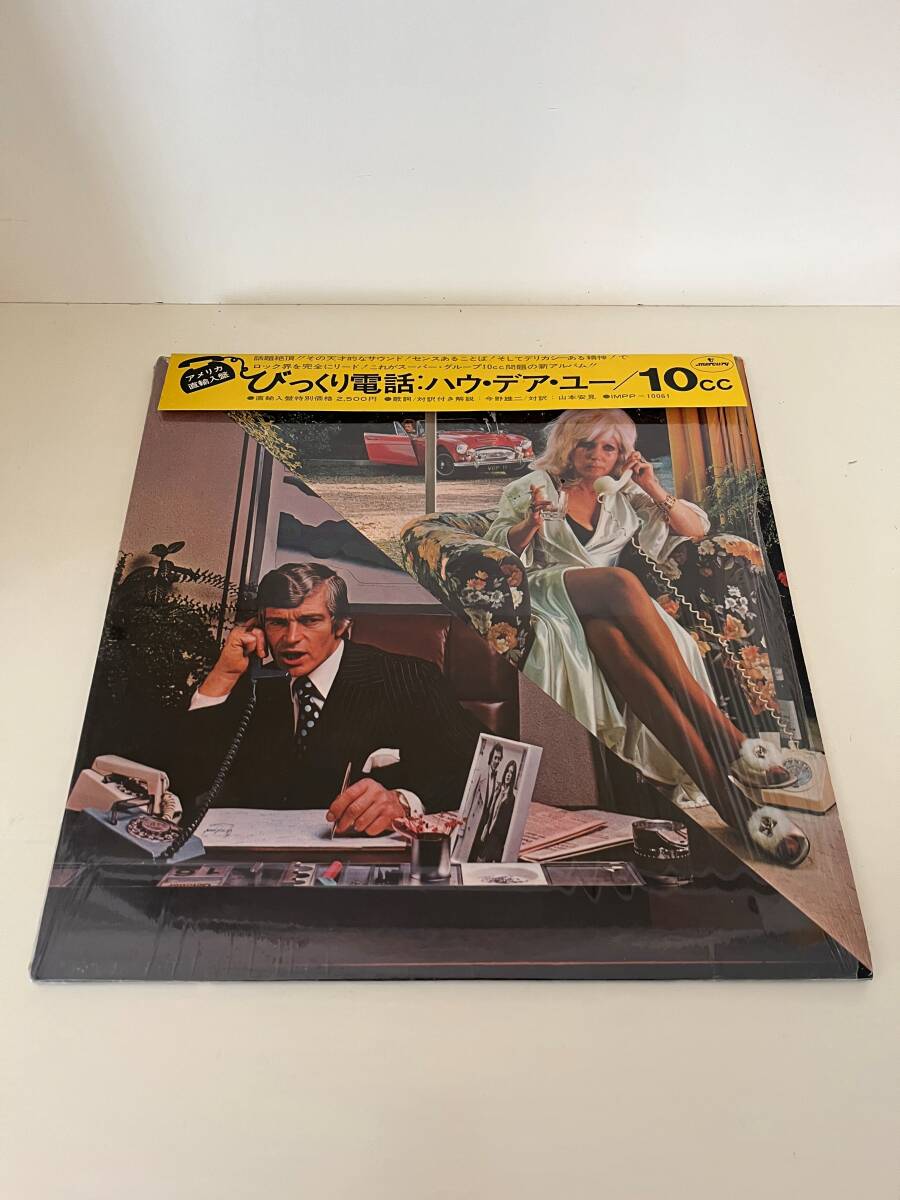 話題絶頂!!その天才的なサウンド!センスあることば!そしてデリカシーある精神!で
ロック界を完全にリード!これがスーパー・グループ10cc問題の新アルバム!!
アメリカ
直輸入盤
びっくり電話:ハウ・デア・ユー/10cc
●直輸入盤特別価格 2,500円 ●歌詞/対訳付き解説:今野雄二/対訳:山本安見 ●IMPP-10061
mercury
VGP 11